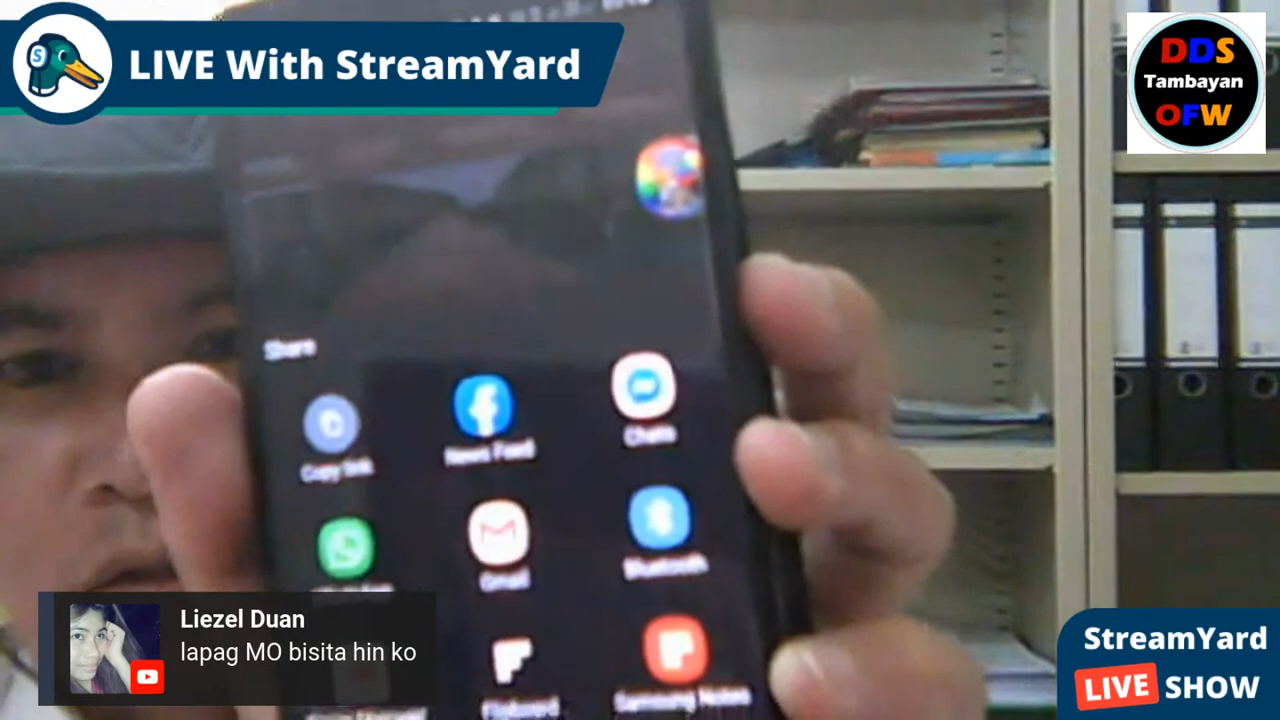 LIVE With StreamYard
DDS
Tambayan
OFW
Share
Copy link
News Feed
Chats
Gmail
Bluetooth
Flipboard
Samsung Notes
Liezel Duan
lapag MO bisita hin ko
StreamYard
LIVE SHOW